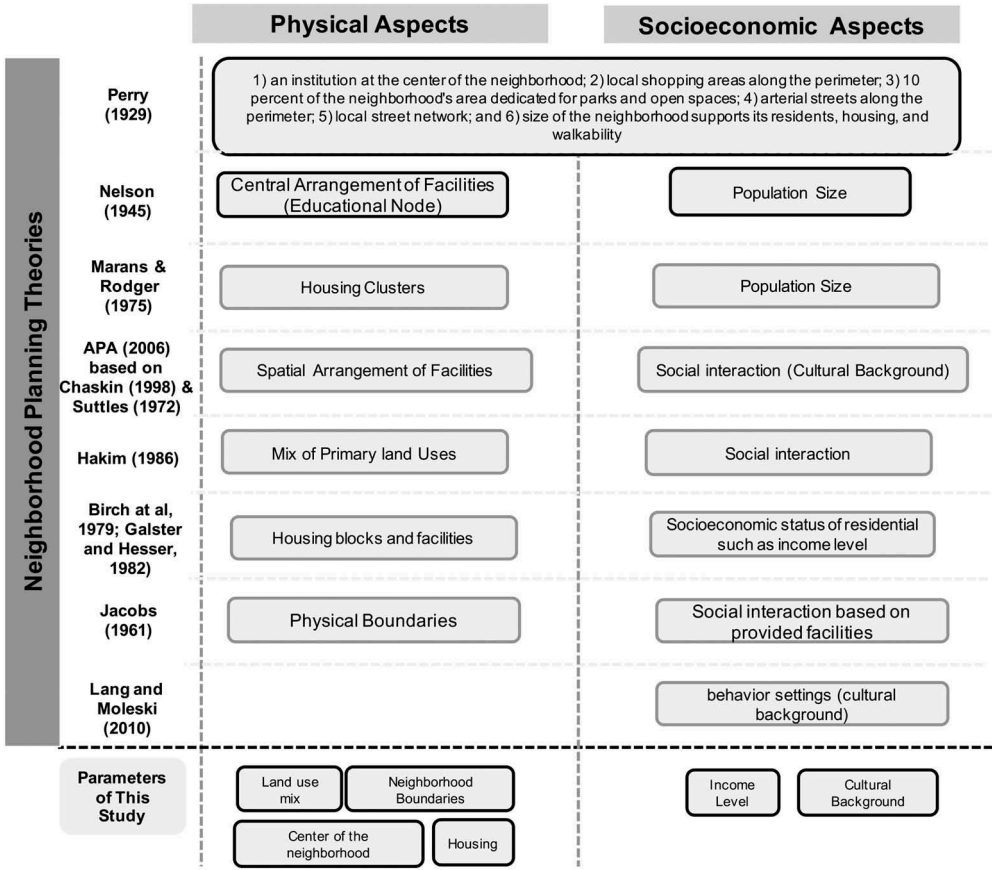 Physical Aspects
Socioeconomic Aspects
Neighborhood Planning Theories
Perry
(1929)
1) an institution at the center of the neighborhood; 2) local shopping areas along the perimeter; 3) 10
percent of the neighborhood's area dedicated for parks and open spaces; 4) arterial streets along the
perimeter; 5) local street network; and 6) size of the neighborhood supports its residents, housing, and
walkability
Nelson
(1945)
Central Arrangement of Facilities
(Educational Node)
Population Size
Marans &
Rodger
(1975)
Housing Clusters
Population Size
APA (2006)
based on
Chaskin (1998) &
Suttles (1972)
Spatial Arrangement of Facilities
Social interaction (Cultural Background)
Hakim (1986)
Mix of Primary land Uses
Social interaction
Birch at al,
1979; Galster
and Hesser,
1982)
Housing blocks and facilities
Socioeconomic status of residential
such as income level
Jacobs
(1961)
Physical Boundaries
Social interaction based on
provided facilities
Lang and
Moleski
(2010)
behavior settings (cultural
background)
Parameters
of This
Study
Land use
mix
Neighborhood
Boundaries
Center of the
neighborhood
Housing
Income
Level
Cultural
Background